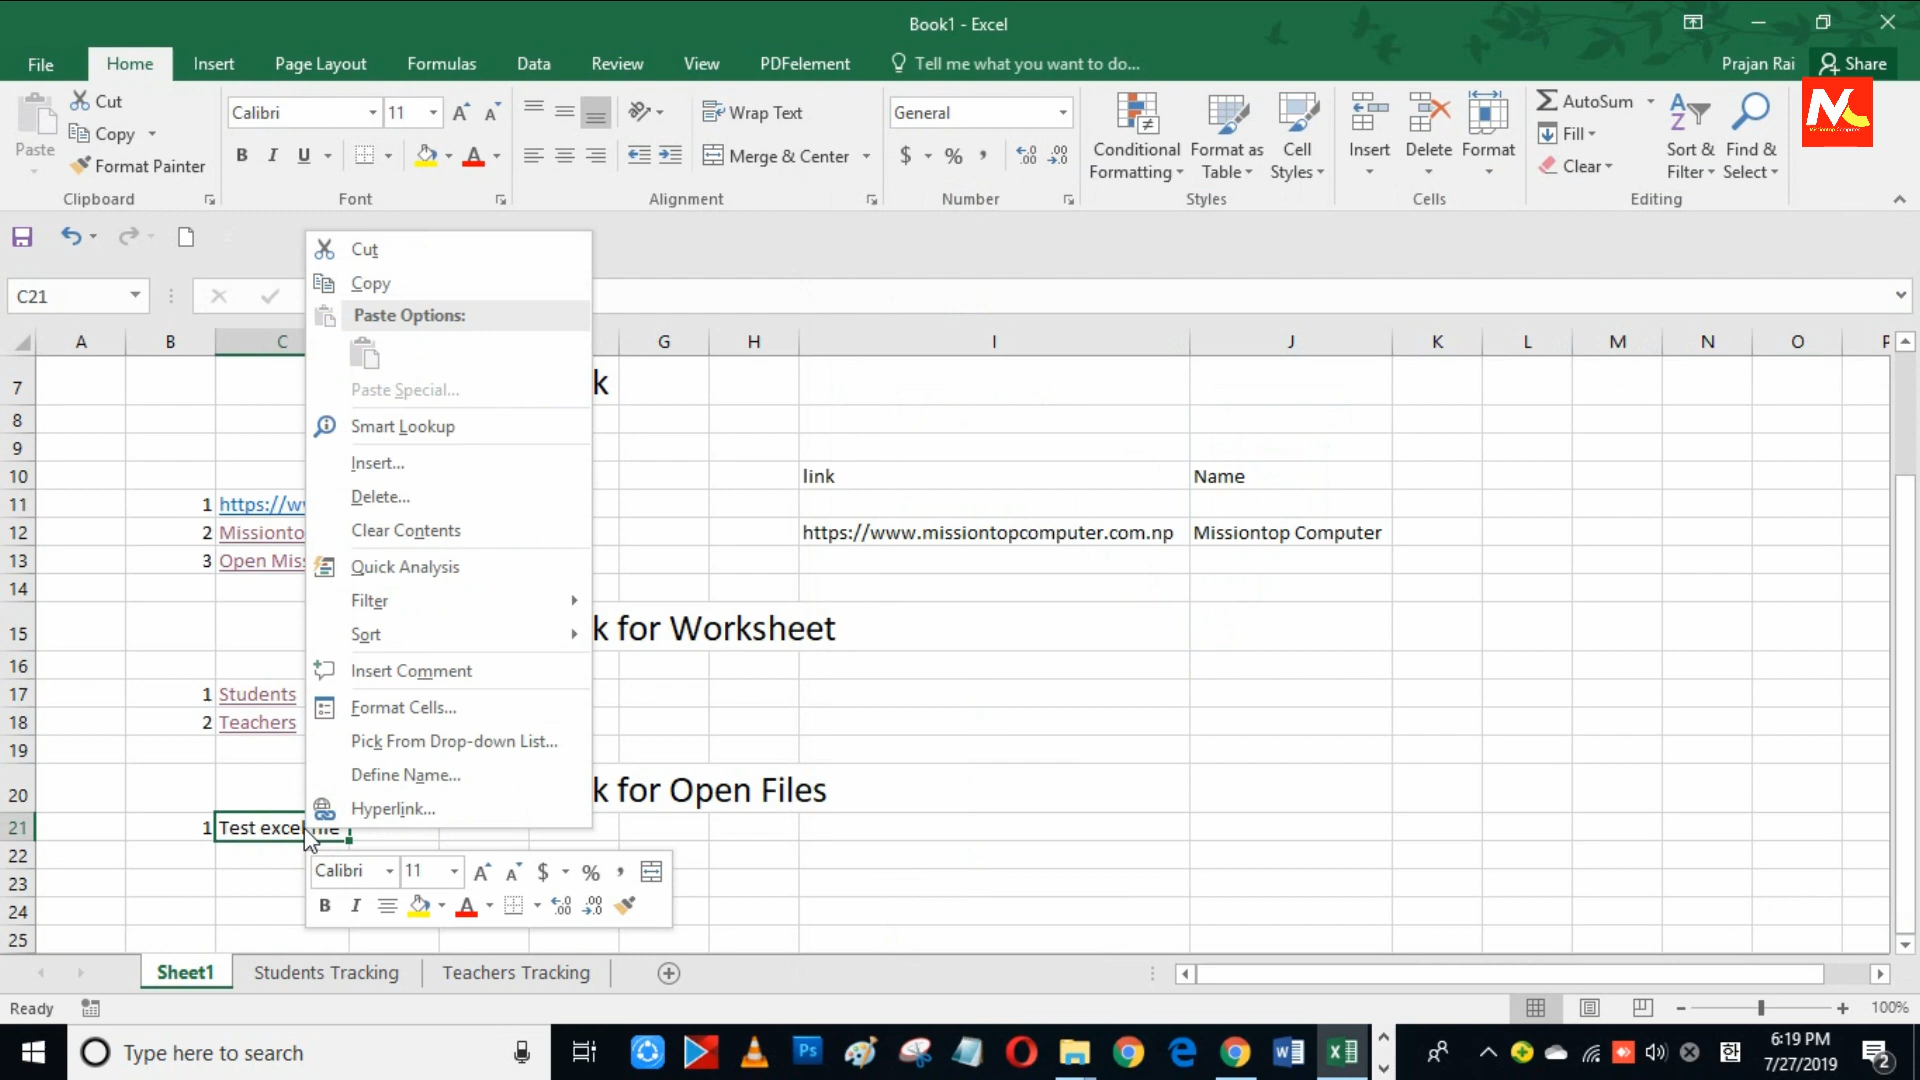 Book1 - Excel
File Home Insert Page Layout Formulas Data Review View PDFelement Tell me what you want to do... Prajan Rai Share
Paste
Cut
Copy
Format Painter
Clipboard
Calibri 11
B I U A
Font
Wrap Text
Merge & Center
Alignment
General
$ % ,
Number
Conditional Formatting
Format as Table
Cell Styles
Styles
Insert
Delete
Format
Cells
AutoSum
Fill
Clear
Sort & Filter
Find & Select
Editing
Missiontop Computer
C21
A B C G H I J K L M N O P
7 k
8
9
10 link Name
11 1 https://w
12 2 Missionto https://www.missiontopcomputer.com.np Missiontop Computer
13 3 Open Miss
14
15 k for Worksheet
16
17 1 Students
18 2 Teachers
19
20 k for Open Files
21 1 Test excel file
22
23
24
25
Cut
Copy
Paste Options:
Paste Special...
Smart Lookup
Insert...
Delete...
Clear Contents
Quick Analysis
Filter
Sort
Insert Comment
Format Cells...
Pick From Drop-down List...
Define Name...
Hyperlink...
Calibri 11 A A $ % ,
B I A
Sheet1 Students Tracking Teachers Tracking
Ready 100%
Type here to search
Ps
한
6:19 PM
7/27/2019
2